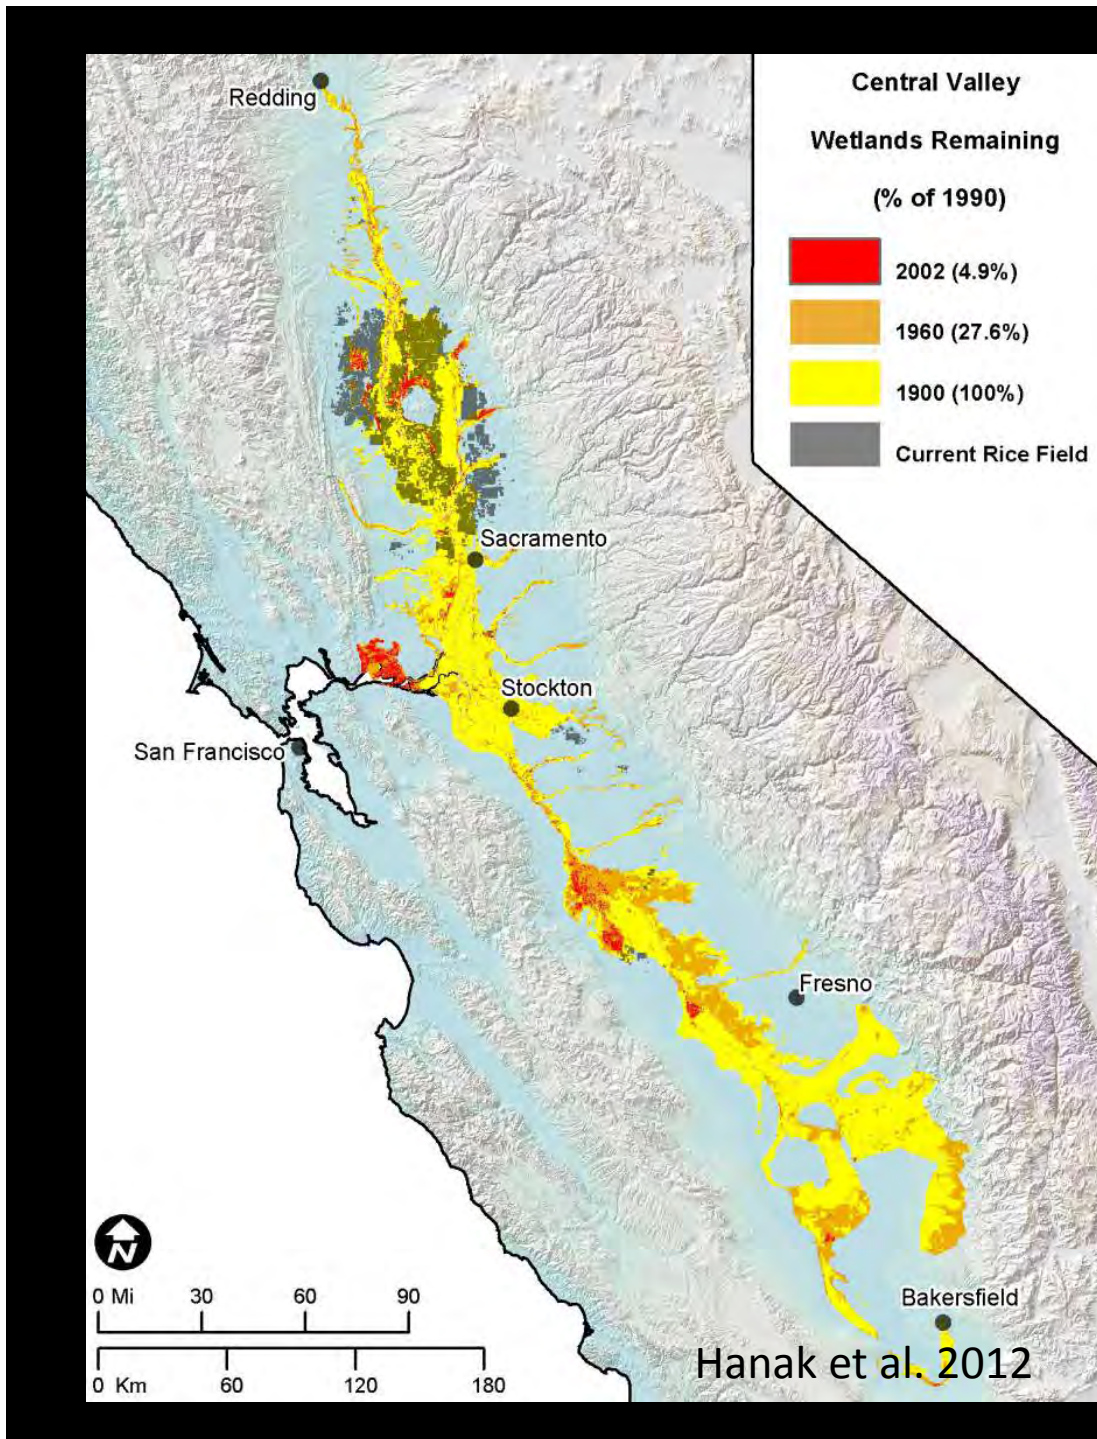 Central Valley
Wetlands Remaining
(% of 1990)
2002 (4.9%)
1960 (27.6%)
1900 (100%)
Current Rice Field
Redding
Sacramento
Stockton
San Francisco
Fresno
Bakersfield
N
0 Mi 30 60 90
0 Km 60 120 180
Hanak et al. 2012